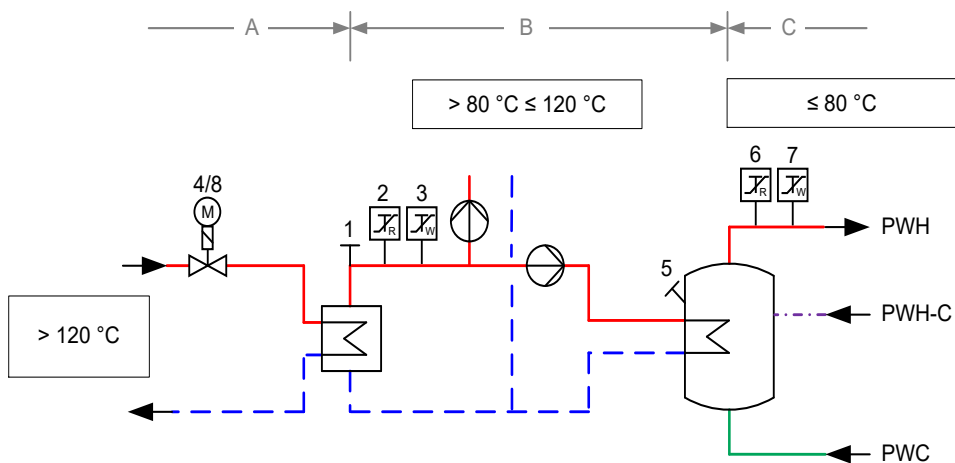 A
B
C
> 80 °C ≤ 120 °C
≤ 80 °C
6
7
4/8
2
3
R
W
M
R
W
1
PWH
5
> 120 °C
PWH-C
PWC